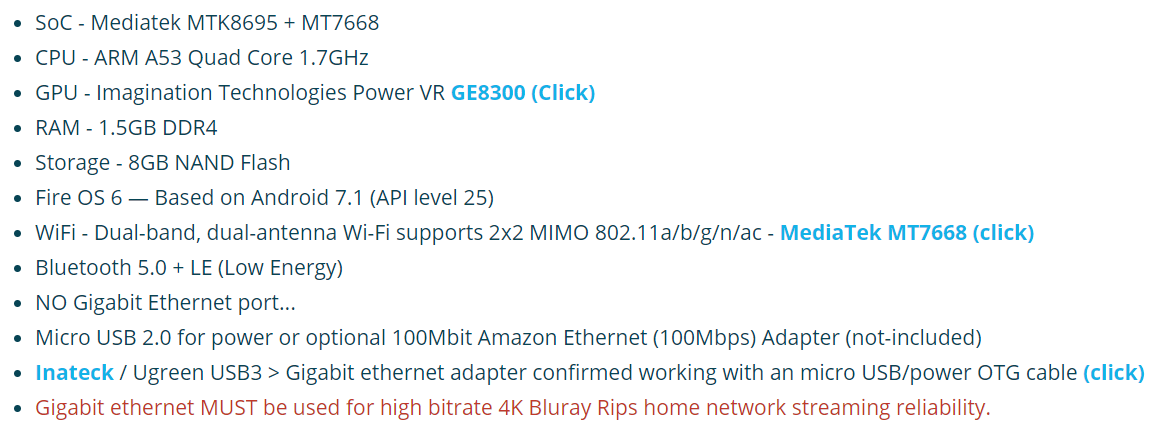 SoC - Mediatek MTK8695 + MT7668
CPU - ARM A53 Quad Core 1.7GHz
GPU - Imagination Technologies Power VR GE8300 (Click)
RAM - 1.5GB DDR4
Storage - 8GB NAND Flash
Fire OS 6 — Based on Android 7.1 (API level 25)
WiFi - Dual-band, dual-antenna Wi-Fi supports 2x2 MIMO 802.11a/b/g/n/ac - MediaTek MT7668 (click)
Bluetooth 5.0 + LE (Low Energy)
NO Gigabit Ethernet port...
Micro USB 2.0 for power or optional 100Mbit Amazon Ethernet (100Mbps) Adapter (not-included)
Inateck / Ugreen USB3 > Gigabit ethernet adapter confirmed working with an micro USB/power OTG cable (click)
Gigabit ethernet MUST be used for high bitrate 4K Bluray Rips home network streaming reliability.